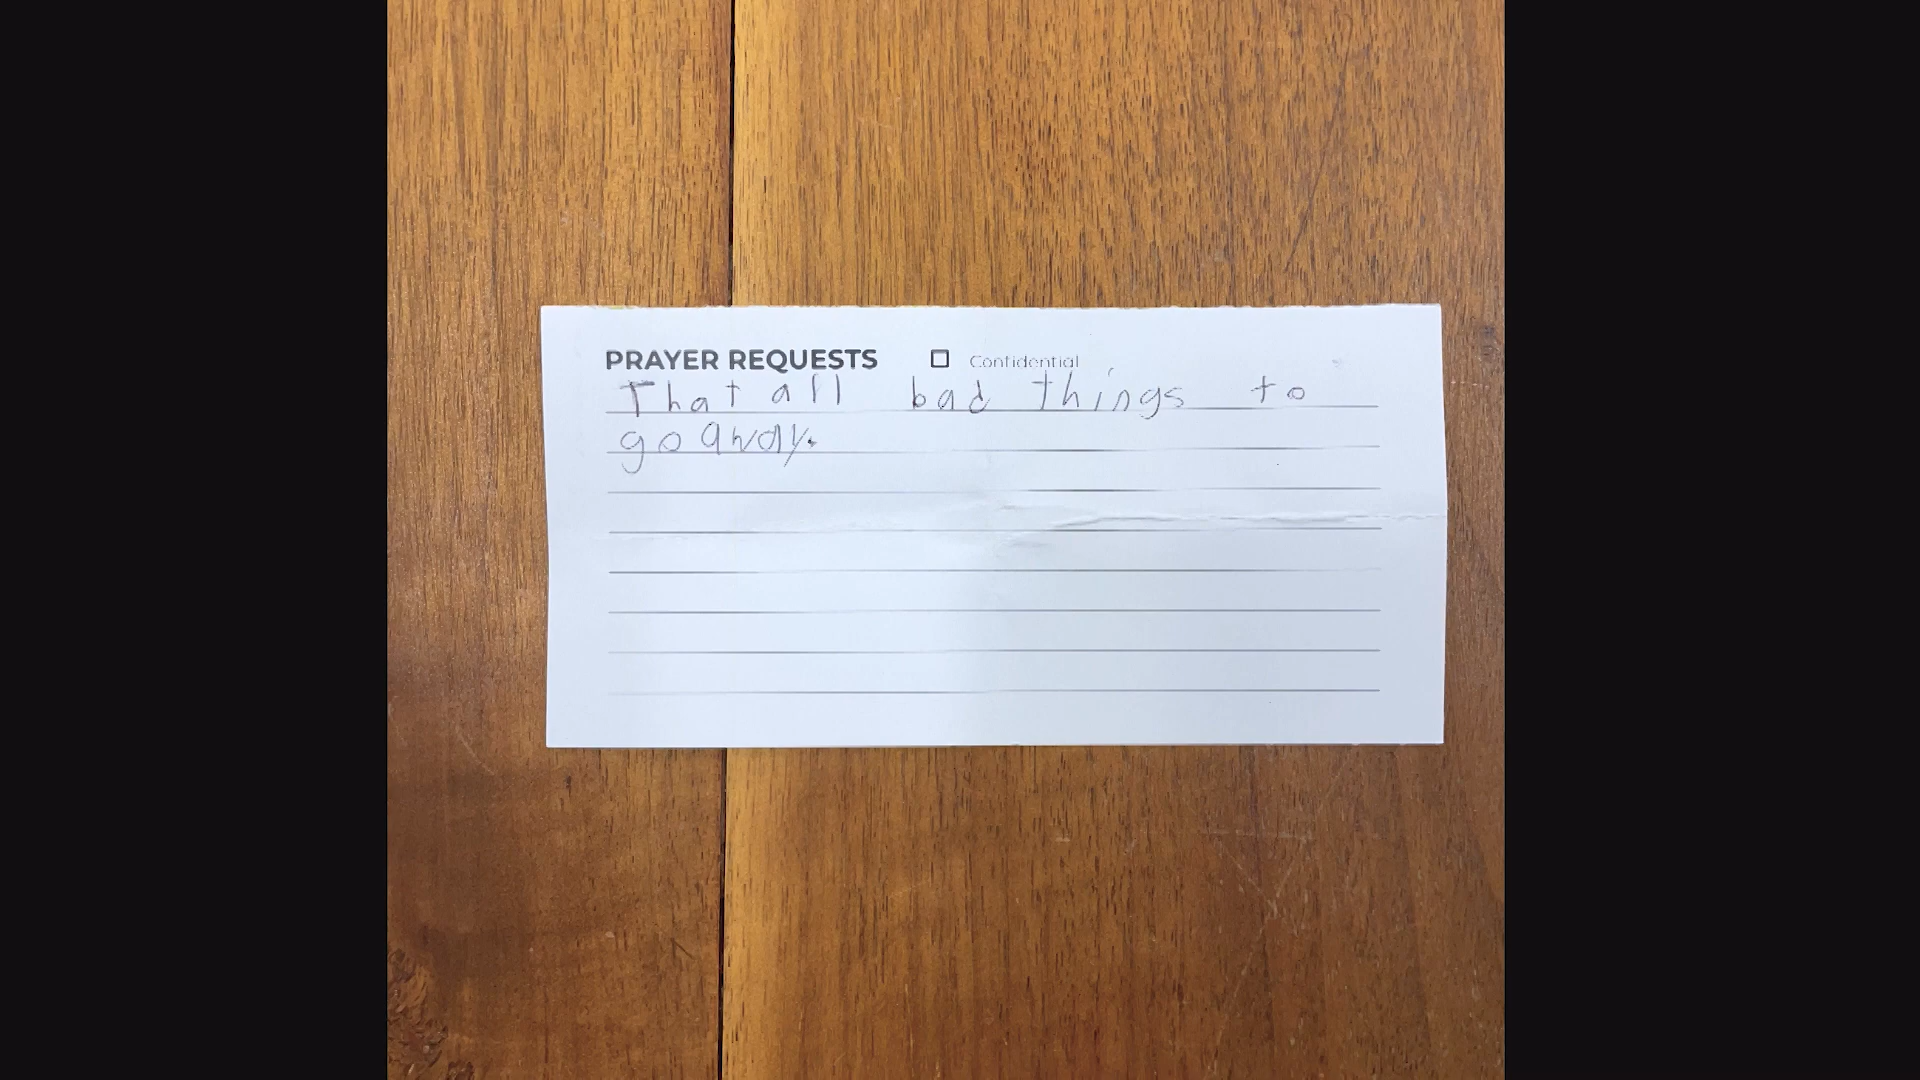 PRAYER REQUESTS ☐ Confidential
That all bad things to
go away.